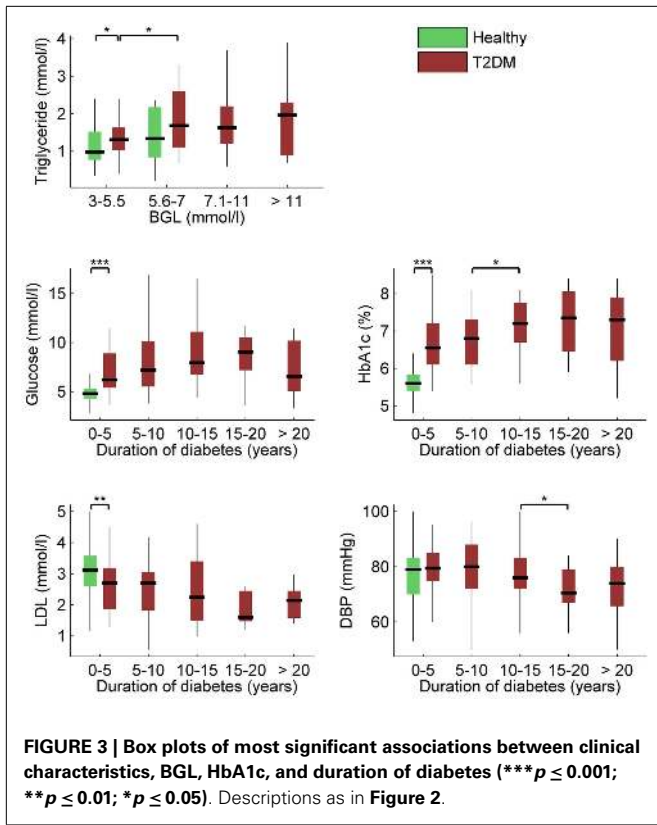 * *
4
3
2
1
Triglyceride (mmol/l)
3-5.5 5.6-7 7.1-11 > 11
BGL (mmol/l)
Healthy
T2DM
***
15
10
5
Glucose (mmol/l)
0-5 5-10 10-15 15-20 > 20
Duration of diabetes (years)
*** *
8
7
6
5
HbA1c (%)
0-5 5-10 10-15 15-20 > 20
Duration of diabetes (years)
**
5
4
3
2
1
LDL (mmol/l)
0-5 5-10 10-15 15-20 > 20
Duration of diabetes (years)
*
100
80
60
DBP (mmHg)
0-5 5-10 10-15 15-20 > 20
Duration of diabetes (years)
FIGURE 3 | Box plots of most significant associations between clinical
characteristics, BGL, HbA1c, and duration of diabetes (***p ≤ 0.001;
**p ≤ 0.01; *p ≤ 0.05). Descriptions as in Figure 2.